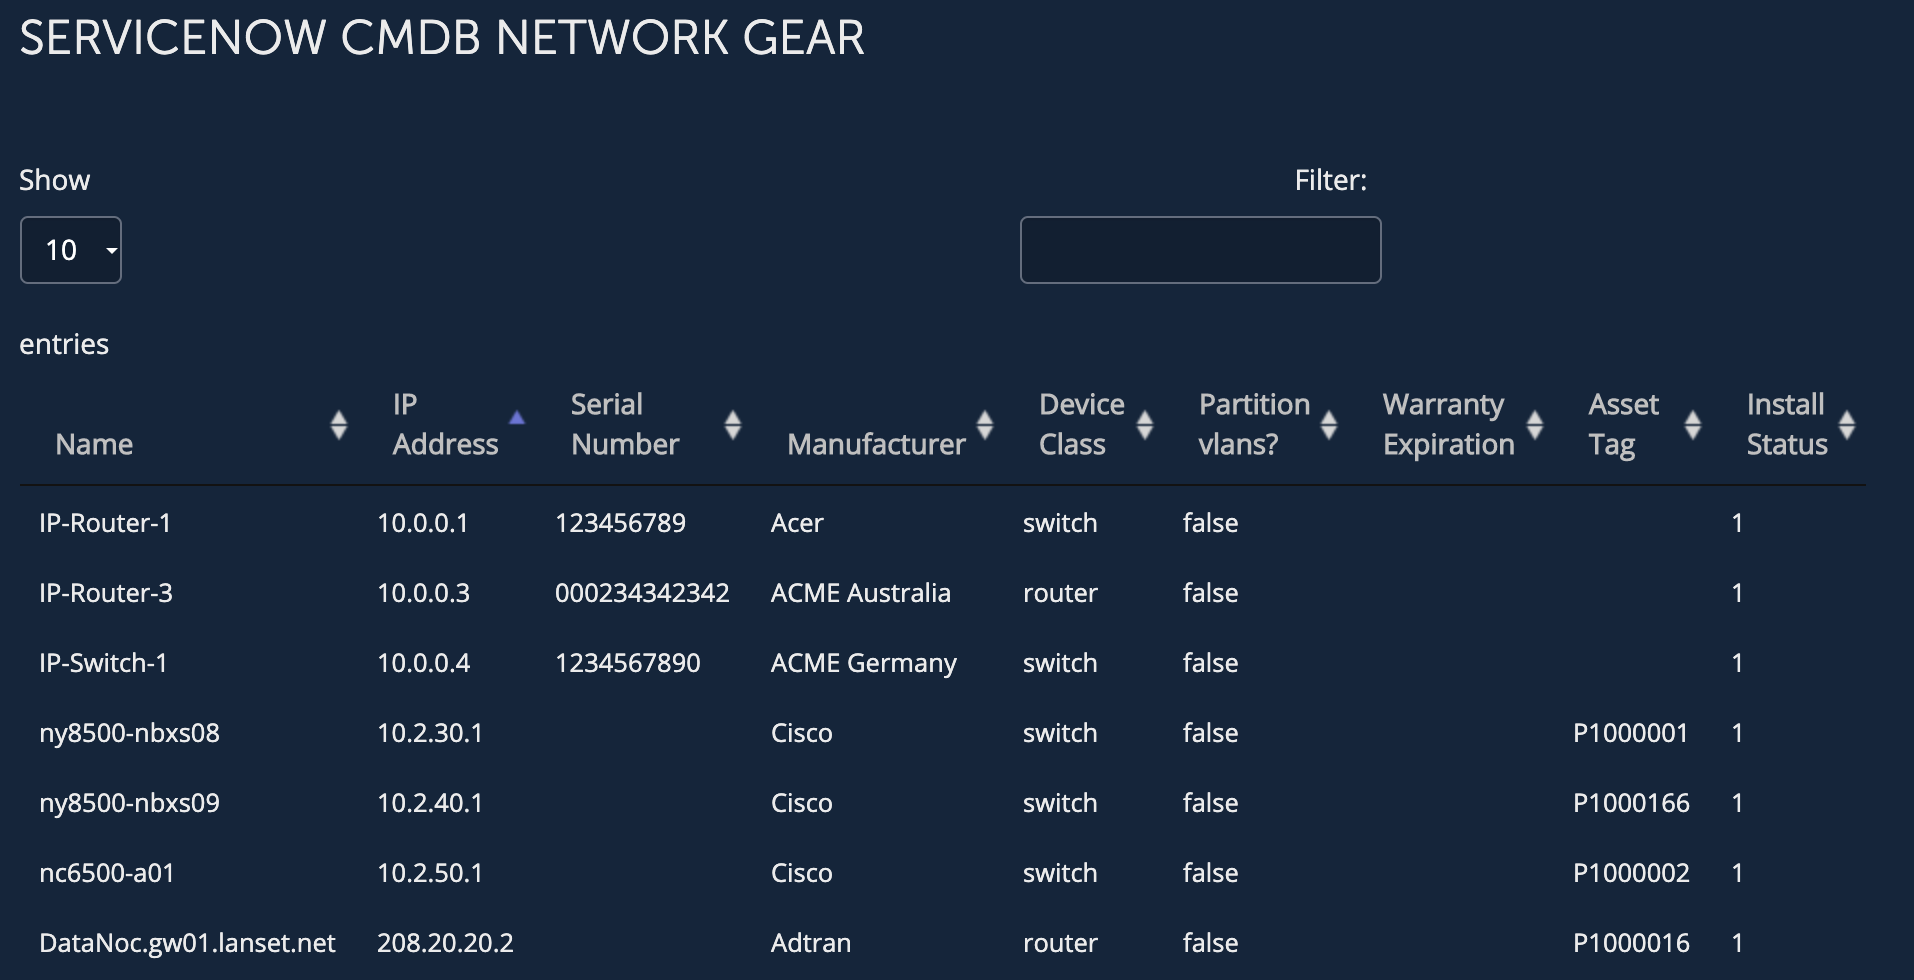 SERVICENOW CMDB NETWORK GEAR
Show
Filter:
10
entries
Name IP Address Serial Number Manufacturer Device Class Partition vlans? Warranty Expiration Asset Tag Install Status
IP-Router-1 10.0.0.1 123456789 Acer switch false 1
IP-Router-3 10.0.0.3 000234342342 ACME Australia router false 1
IP-Switch-1 10.0.0.4 1234567890 ACME Germany switch false 1
ny8500-nbxs08 10.2.30.1 Cisco switch false P1000001 1
ny8500-nbxs09 10.2.40.1 Cisco switch false P1000166 1
nc6500-a01 10.2.50.1 Cisco switch false P1000002 1
DataNoc.gw01.lanset.net 208.20.20.2 Adtran router false P1000016 1